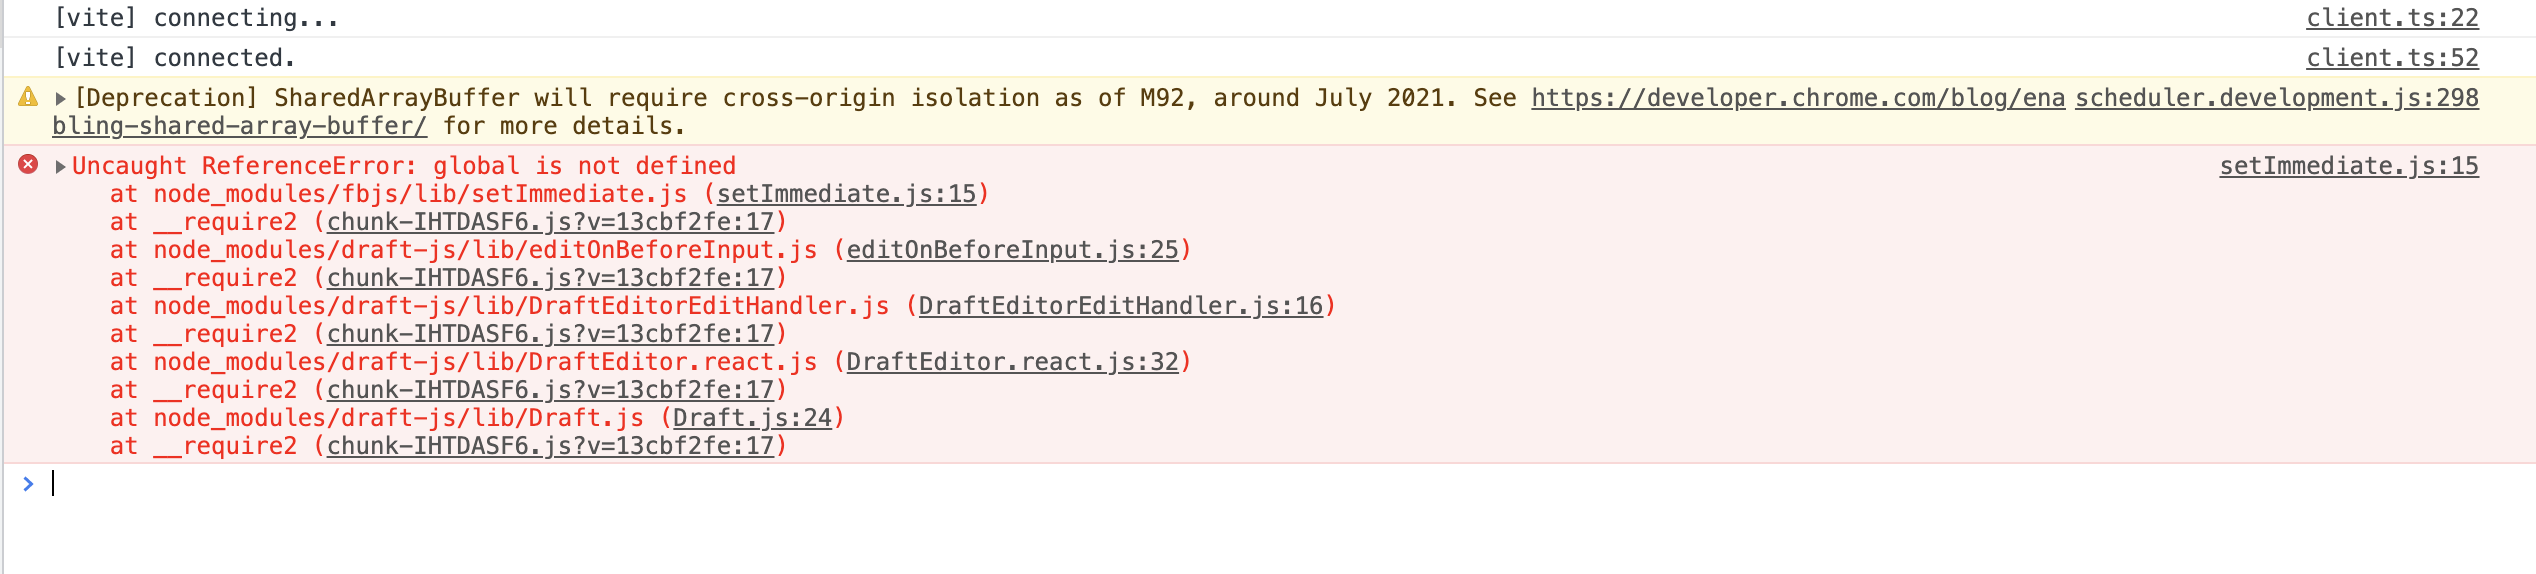 [vite] connecting... client.ts:22
[vite] connected. client.ts:52
[Deprecation] SharedArrayBuffer will require cross-origin isolation as of M92, around July 2021. See https://developer.chrome.com/blog/ena scheduler.development.js:298
bling-shared-array-buffer/ for more details.
Uncaught ReferenceError: global is not defined setImmediate.js:15
at node_modules/fbjs/lib/setImmediate.js (setImmediate.js:15)
at __require2 (chunk-IHTDASF6.js?v=13cbf2fe:17)
at node_modules/draft-js/lib/editOnBeforeInput.js (editOnBeforeInput.js:25)
at __require2 (chunk-IHTDASF6.js?v=13cbf2fe:17)
at node_modules/draft-js/lib/DraftEditorEditHandler.js (DraftEditorEditHandler.js:16)
at __require2 (chunk-IHTDASF6.js?v=13cbf2fe:17)
at node_modules/draft-js/lib/DraftEditor.react.js (DraftEditor.react.js:32)
at __require2 (chunk-IHTDASF6.js?v=13cbf2fe:17)
at node_modules/draft-js/lib/Draft.js (Draft.js:24)
at __require2 (chunk-IHTDASF6.js?v=13cbf2fe:17)